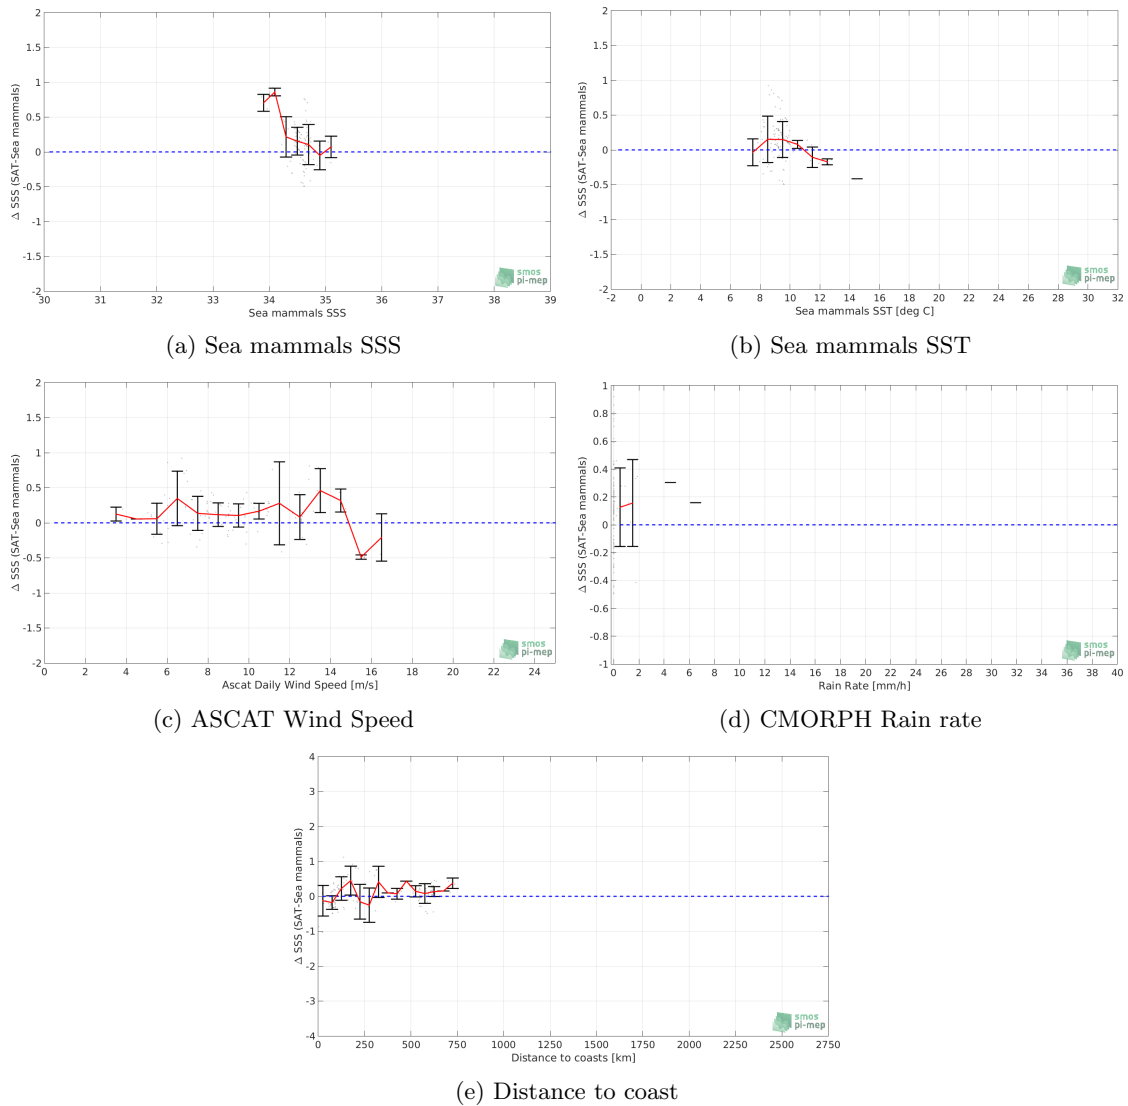 2
1.5
1
0.5
0
-0.5
-1
-1.5
-2
Δ SSS (SAT-Sea mammals)
30 31 32 33 34 35 36 37 38 39
Sea mammals SSS
smos
pi-mep
(a) Sea mammals SSS
2
1.5
1
0.5
0
-0.5
-1
-1.5
-2
Δ SSS (SAT-Sea mammals)
-2 0 2 4 6 8 10 12 14 16 18 20 22 24 26 28 30 32
Sea mammals SST [deg C]
smos
pi-mep
(b) Sea mammals SST
2
1.5
1
0.5
0
-0.5
-1
-1.5
-2
Δ SSS (SAT-Sea mammals)
0 2 4 6 8 10 12 14 16 18 20 22 24
Ascat Daily Wind Speed [m/s]
smos
pi-mep
(c) ASCAT Wind Speed
1
0.8
0.6
0.4
0.2
0
-0.2
-0.4
-0.6
-0.8
-1
Δ SSS (SAT-Sea mammals)
0 2 4 6 8 10 12 14 16 18 20 22 24 26 28 30 32 34 36 38 40
Rain Rate [mm/h]
smos
pi-mep
(d) CMORPH Rain rate
4
3
2
1
0
-1
-2
-3
-4
Δ SSS (SAT-Sea mammals)
0 250 500 750 1000 1250 1500 1750 2000 2250 2500 2750
Distance to coasts [km]
smos
pi-mep
(e) Distance to coast